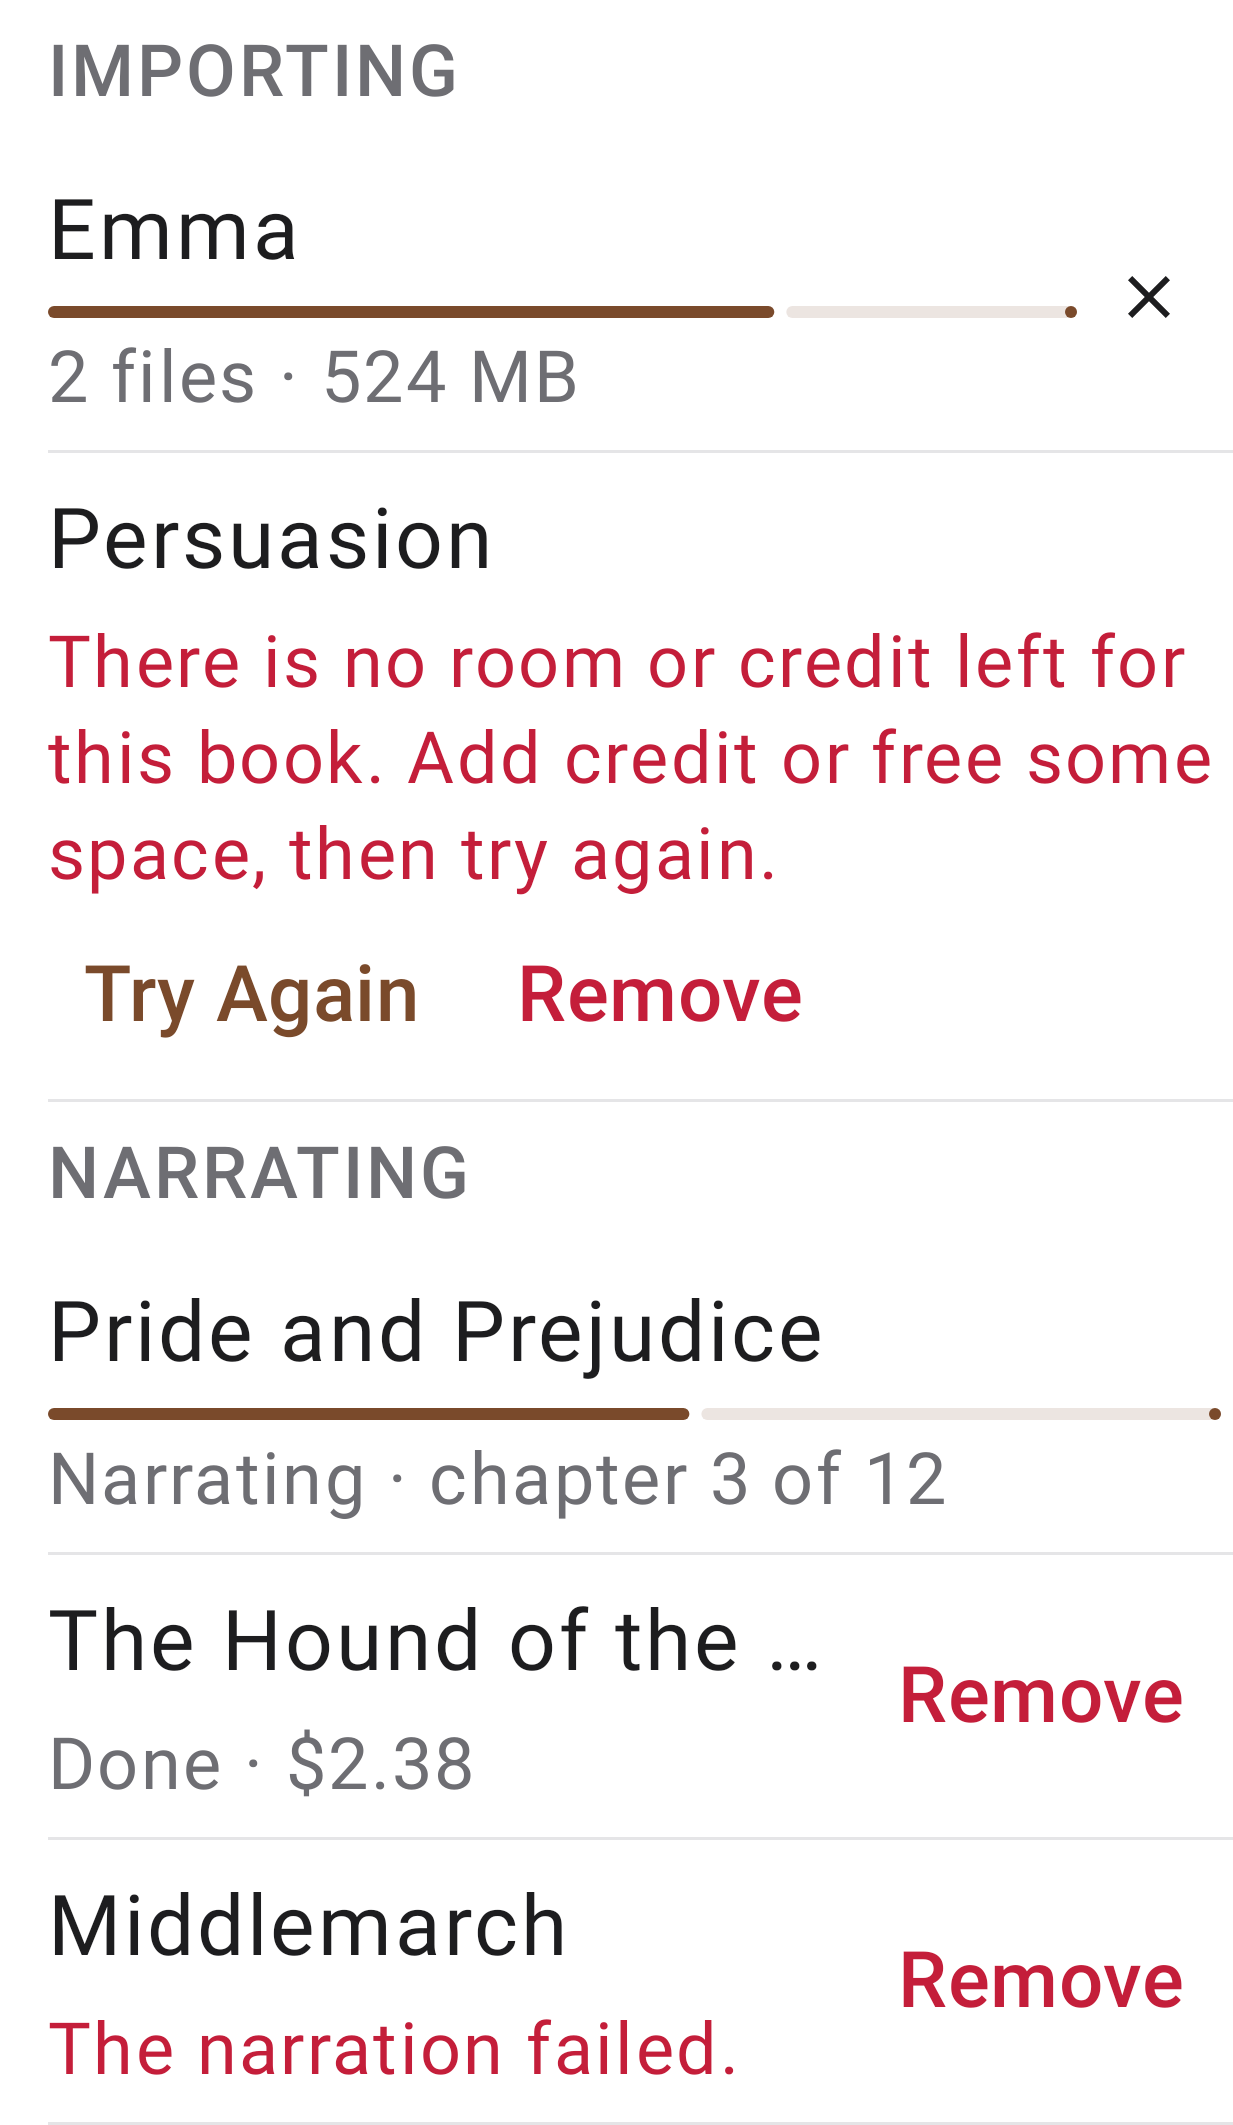 IMPORTING
Emma
2 files · 524 MB
Persuasion
There is no room or credit left for
this book. Add credit or free some
space, then try again.
Try Again Remove
NARRATING
Pride and Prejudice
Narrating · chapter 3 of 12
The Hound of the ...
Remove
Done · $2.38
Middlemarch
Remove
The narration failed.